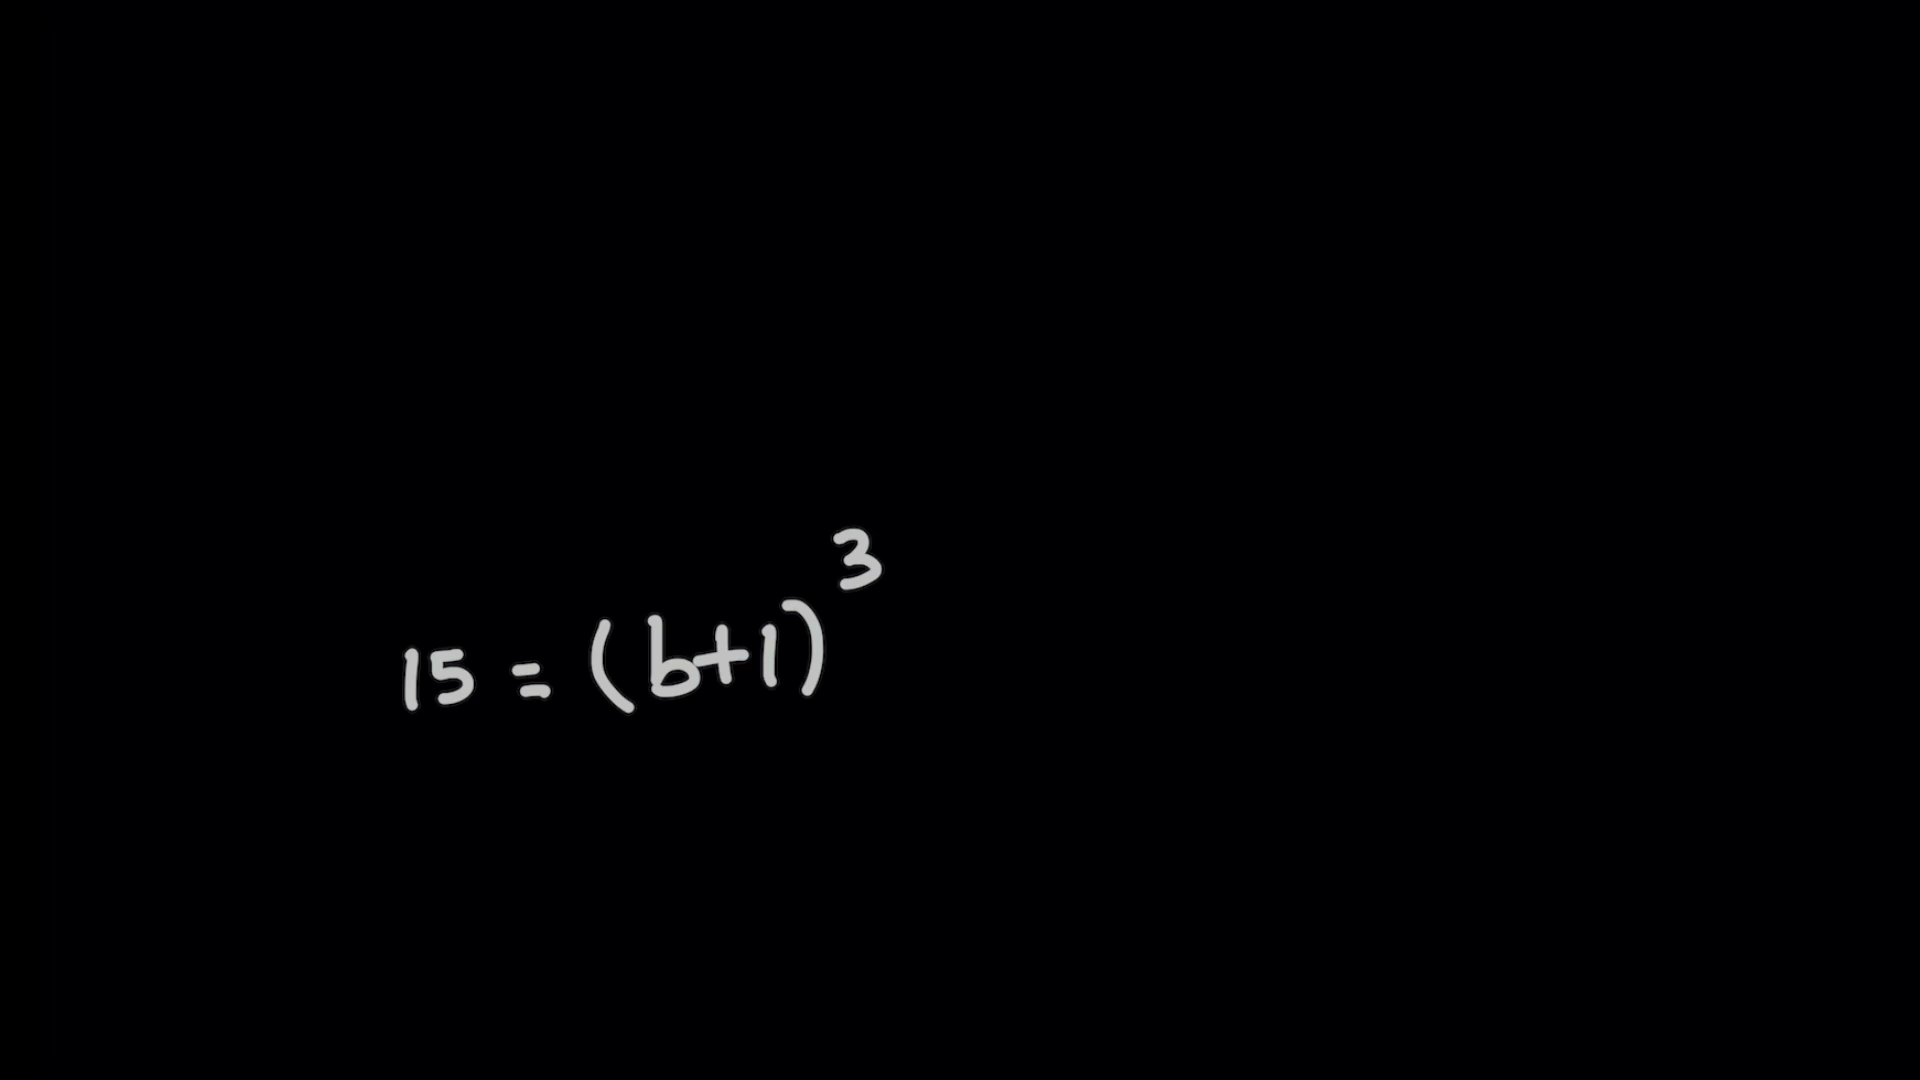 15 = (b+1)³